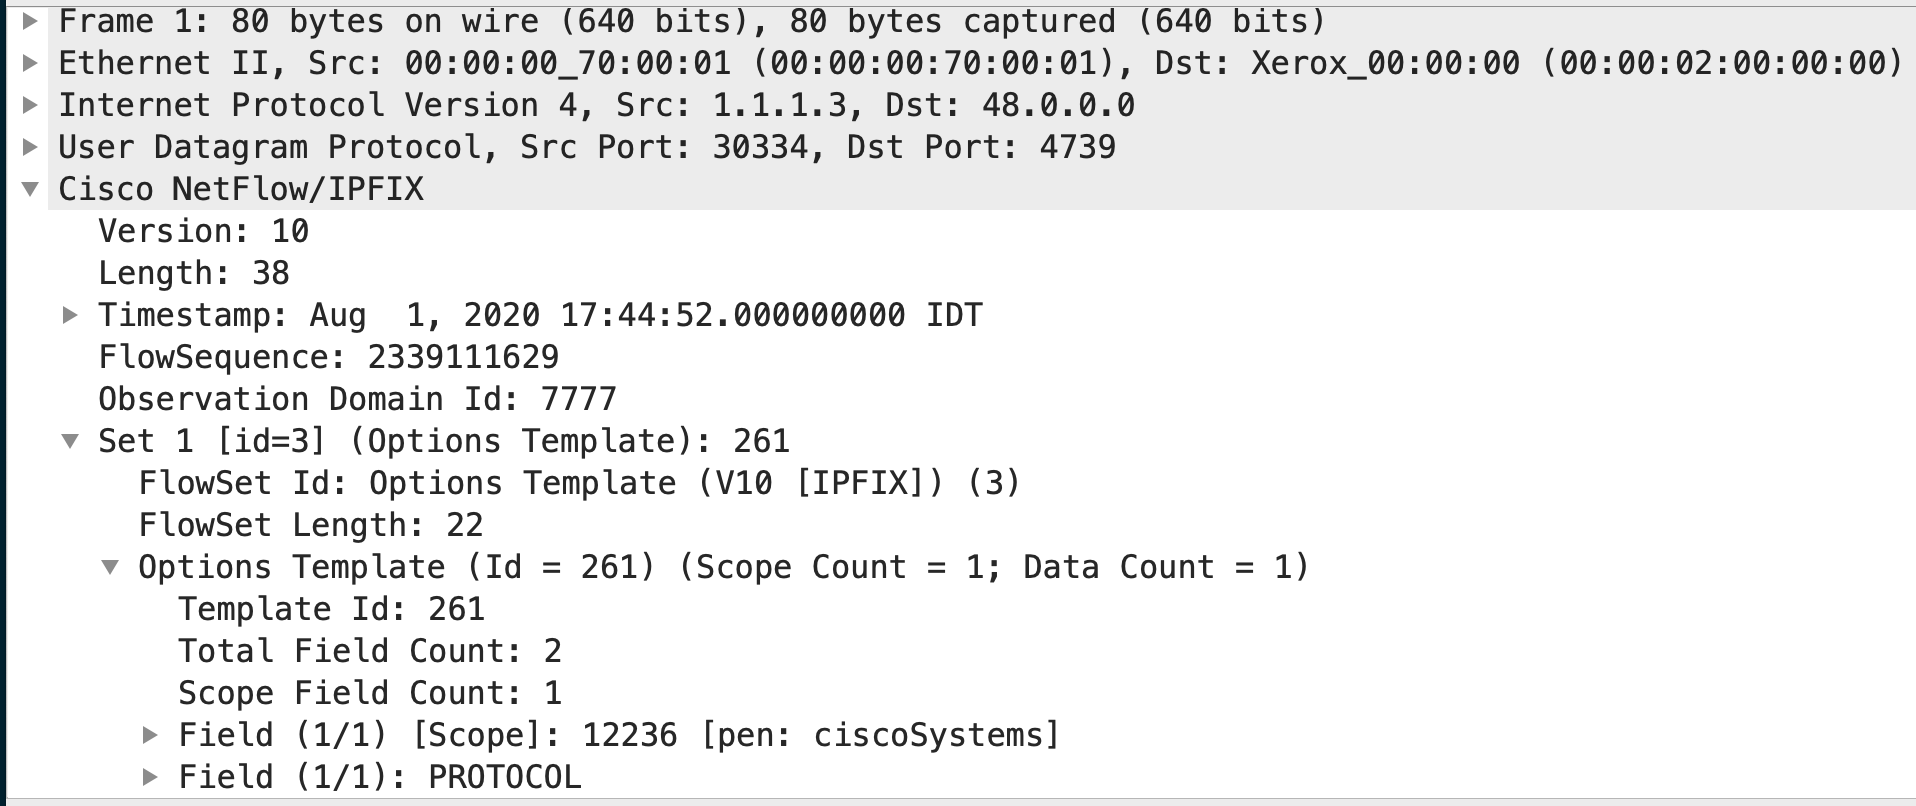 Frame 1: 80 bytes on wire (640 bits), 80 bytes captured (640 bits)
Ethernet II, Src: 00:00:00_70:00:01 (00:00:00:70:00:01), Dst: Xerox_00:00:00 (00:00:02:00:00:00)
Internet Protocol Version 4, Src: 1.1.1.3, Dst: 48.0.0.0
User Datagram Protocol, Src Port: 30334, Dst Port: 4739
Cisco NetFlow/IPFIX
Version: 10
Length: 38
Timestamp: Aug  1, 2020 17:44:52.000000000 IDT
FlowSequence: 2339111629
Observation Domain Id: 7777
Set 1 [id=3] (Options Template): 261
FlowSet Id: Options Template (V10 [IPFIX]) (3)
FlowSet Length: 22
Options Template (Id = 261) (Scope Count = 1; Data Count = 1)
Template Id: 261
Total Field Count: 2
Scope Field Count: 1
Field (1/1) [Scope]: 12236 [pen: ciscoSystems]
Field (1/1): PROTOCOL